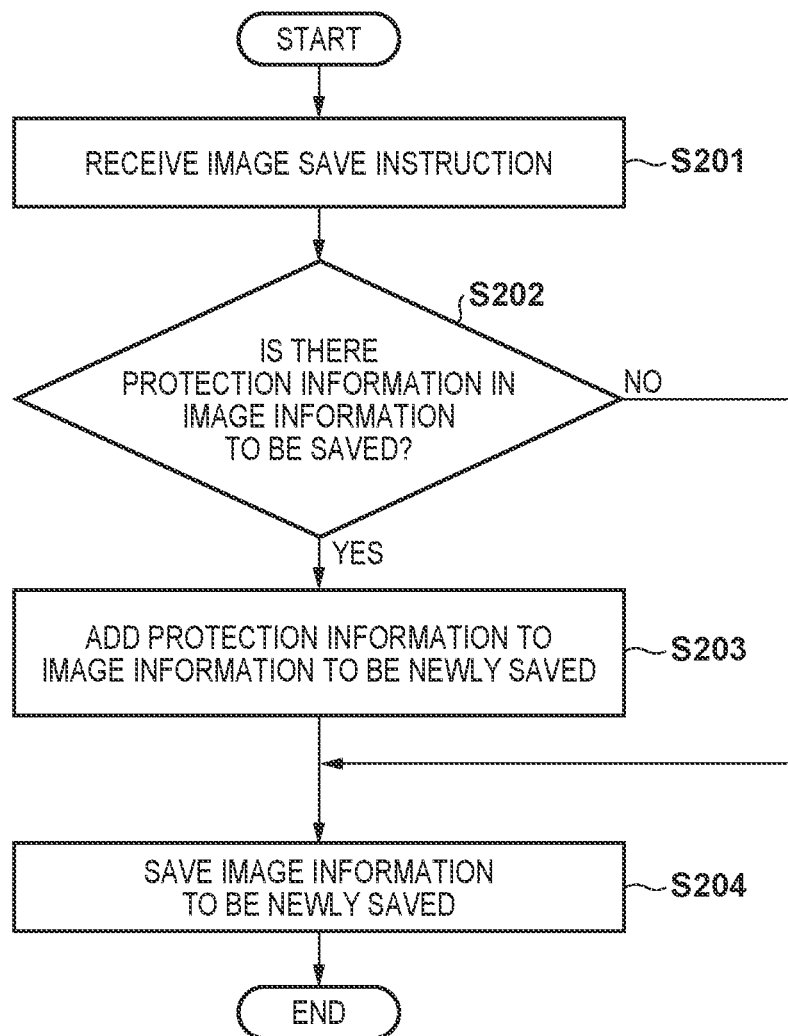 START
RECEIVE IMAGE SAVE INSTRUCTION
S201
S202
IS THERE
PROTECTION INFORMATION IN
IMAGE INFORMATION
TO BE SAVED?
NO
YES
ADD PROTECTION INFORMATION TO
IMAGE INFORMATION TO BE NEWLY SAVED
S203
SAVE IMAGE INFORMATION
TO BE NEWLY SAVED
S204
END